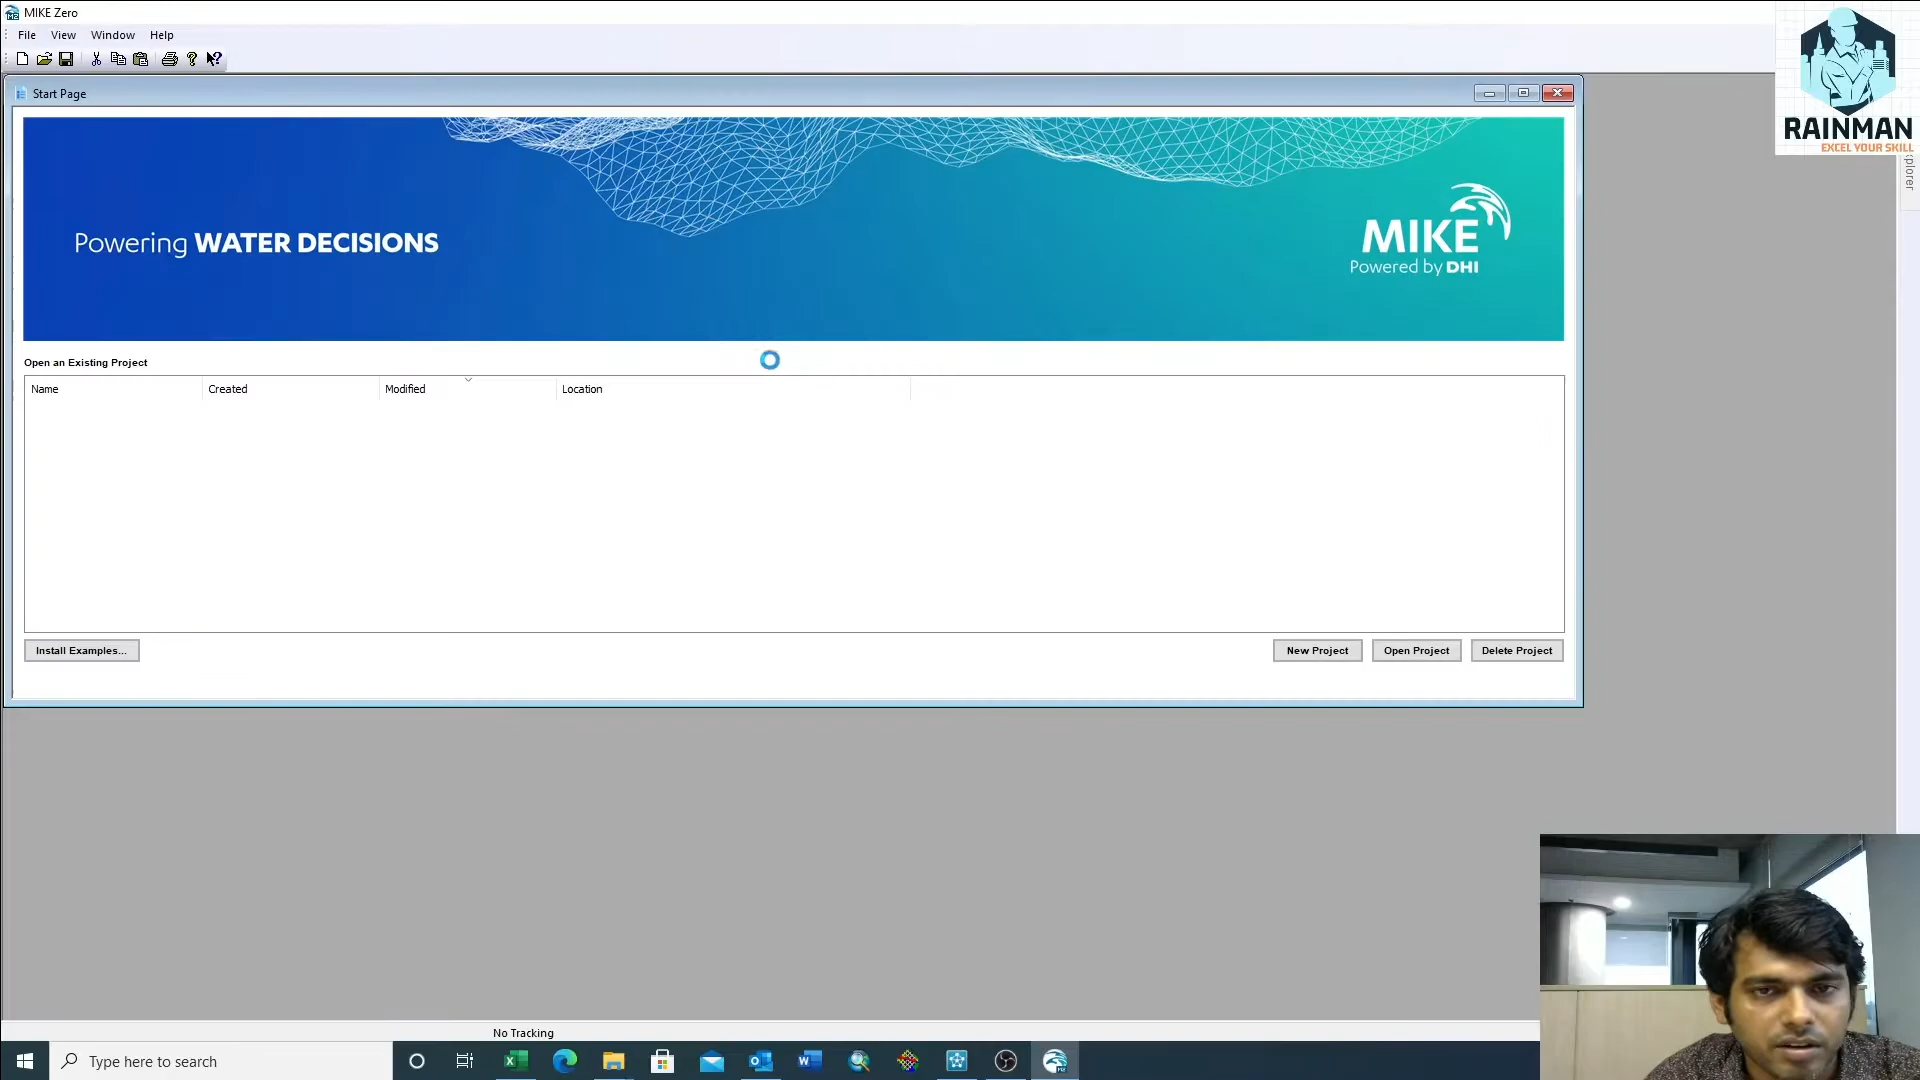 MIKE Zero
File View Window Help
Start Page
Powering WATER DECISIONS
MIKE
Powered by DHI
RAINMAN
EXCEL YOUR SKILL
Open an Existing Project
Name Created Modified Location
Install Examples...
New Project Open Project Delete Project
No Tracking
Type here to search